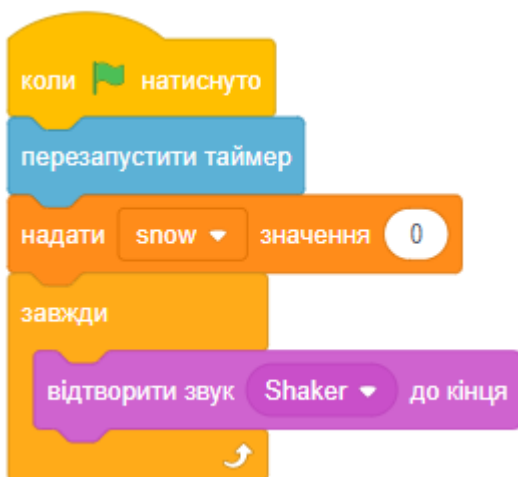 коли натиснуто
перезапустити таймер
надати snow значення 0
завжди
відтворити звук Shaker до кінця